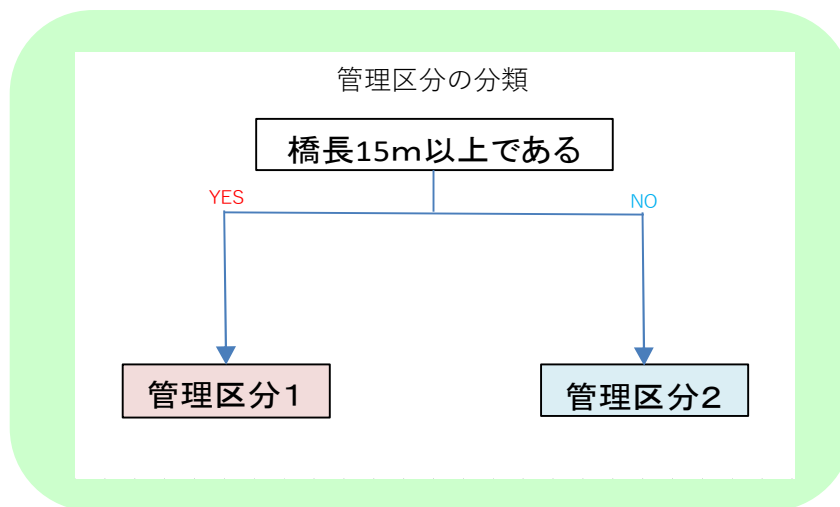 管理区分の分類
橋長15ｍ以上である
YES
NO
管理区分１
管理区分２